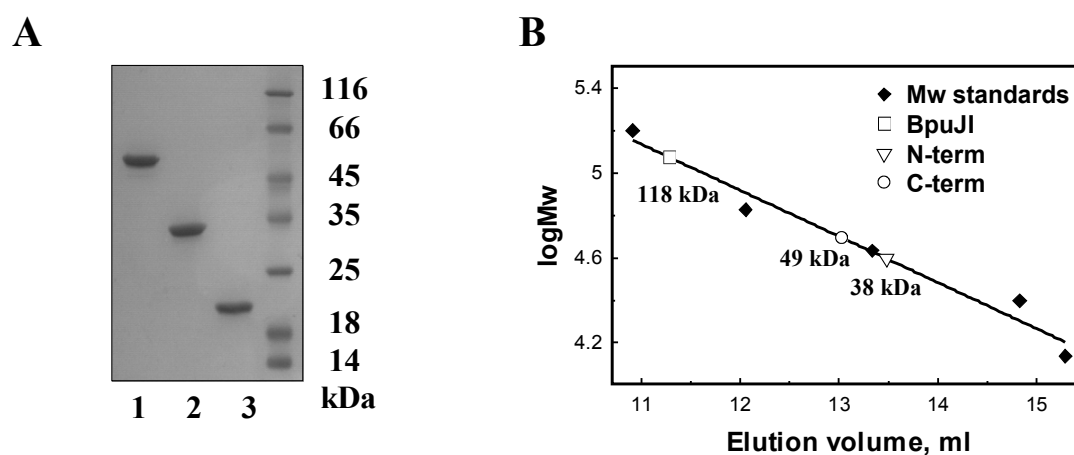 A
116
66
45
35
25
18
14
kDa
1 2 3
B
logMw
5.4
5
4.6
4.2
Mw standards
BpuJI
N-term
C-term
118 kDa
49 kDa
38 kDa
11 12 13 14 15
Elution volume, ml